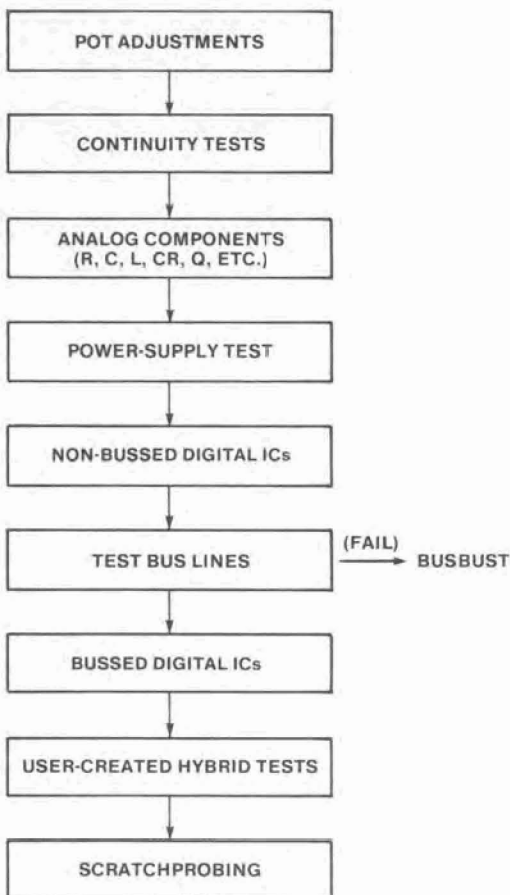 POT ADJUSTMENTS
CONTINUITY TESTS
ANALOG COMPONENTS
(R, C, L, CR, Q, ETC.)
POWER-SUPPLY TEST
NON-BUSSED DIGITAL ICs
TEST BUS LINES
(FAIL)
BUSBUST
BUSSED DIGITAL ICs
USER-CREATED HYBRID TESTS
SCRATCHPROBING